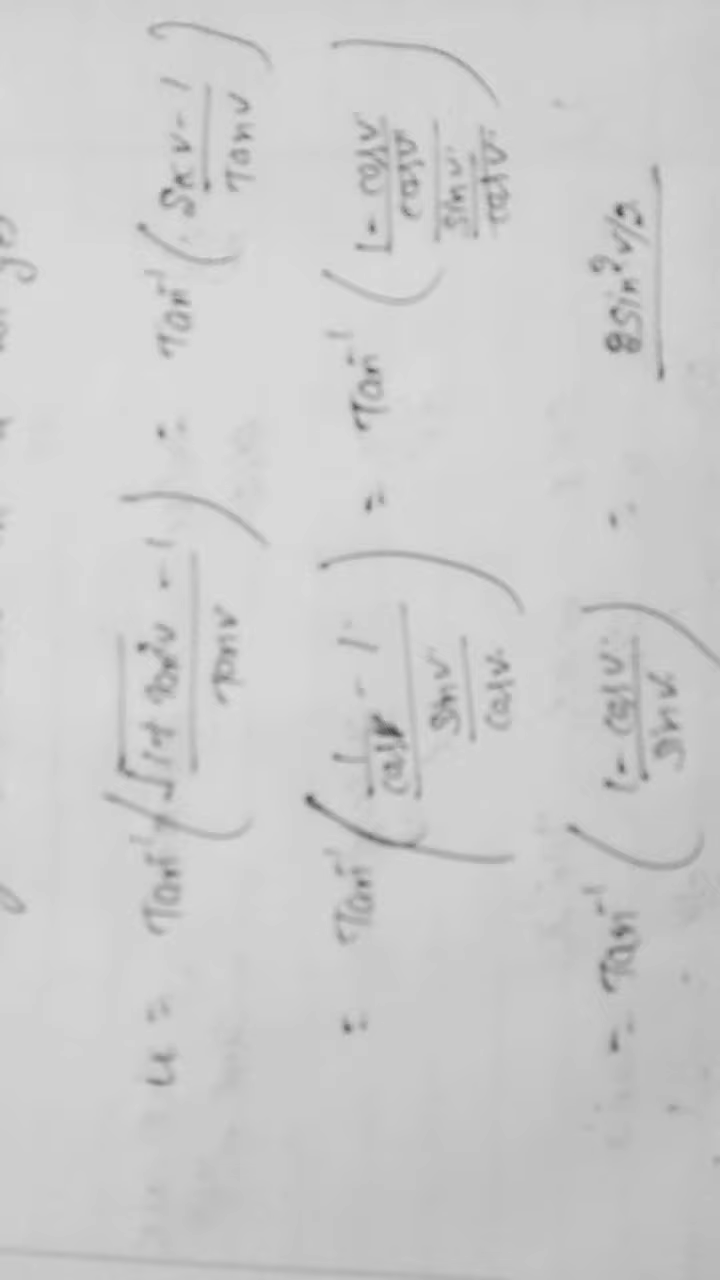 u = Tan⁻¹(√(1+Tan²v) - 1 / Tanv) = Tan⁻¹(Secv - 1 / Tanv)
= Tan⁻¹(1/cosv - 1 / sinv/cosv) = Tan⁻¹(1 - cosv/cosv / sinv/cosv)
= Tan⁻¹(1 - cosv / sinv) = 2sin²v/2